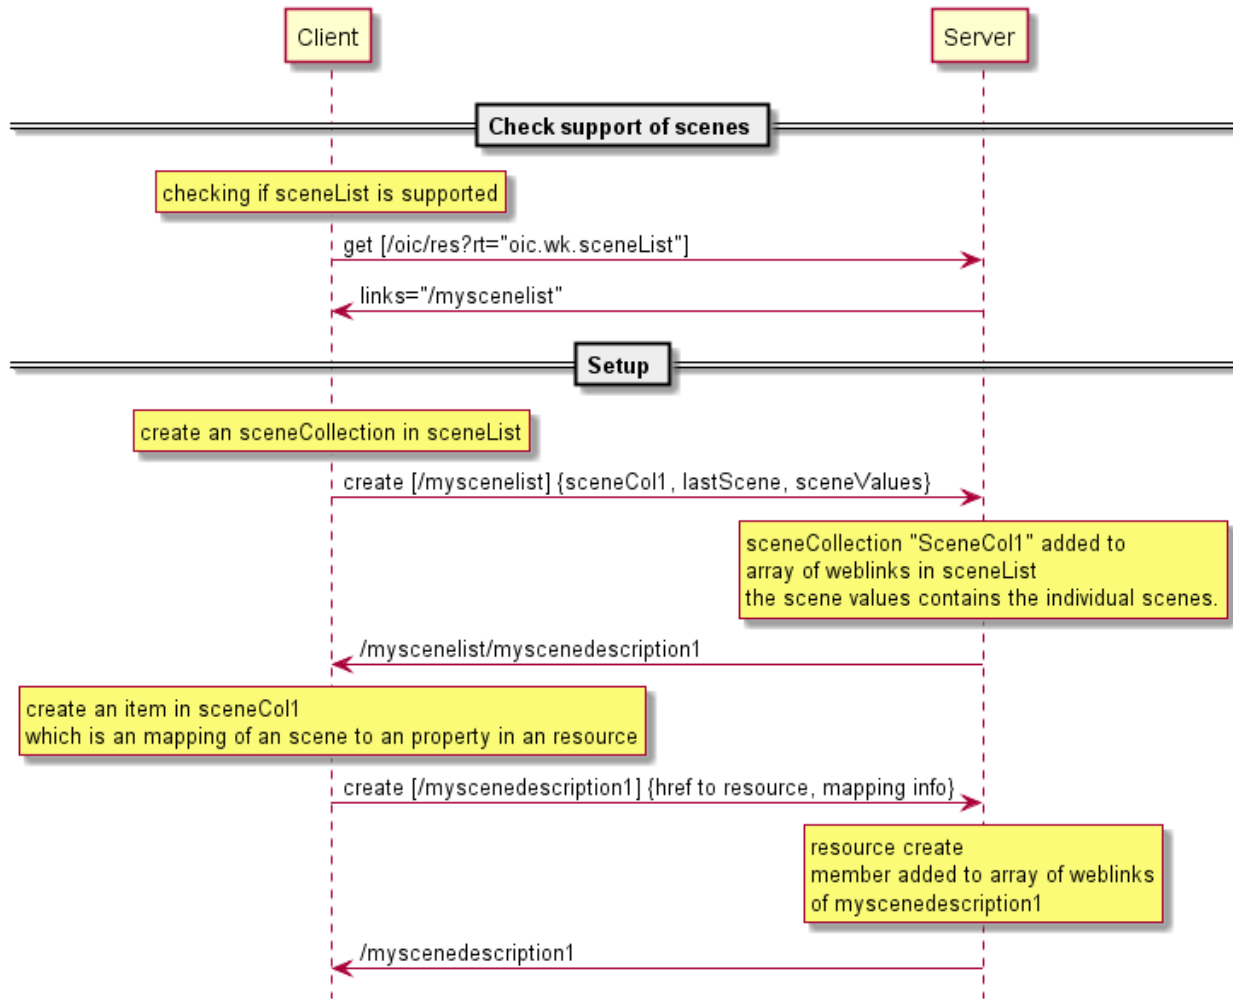 Client
Server
Check support of scenes
checking if sceneList is supported
get [/oic/res?rt="oic.wk.sceneList"]
links="/myscenelist"
Setup
create an sceneCollection in sceneList
create [/myscenelist] {sceneCol1, lastScene, sceneValues}
sceneCollection "SceneCol1" added to
array of weblinks in sceneList
the scene values contains the individual scenes.
/myscenelist/myscenedescription1
create an item in sceneCol1
which is an mapping of an scene to an property in an resource
create [/myscenedescription1] {href to resource, mapping info}
resource create
member added to array of weblinks
of myscenedescription1
/myscenedescription1